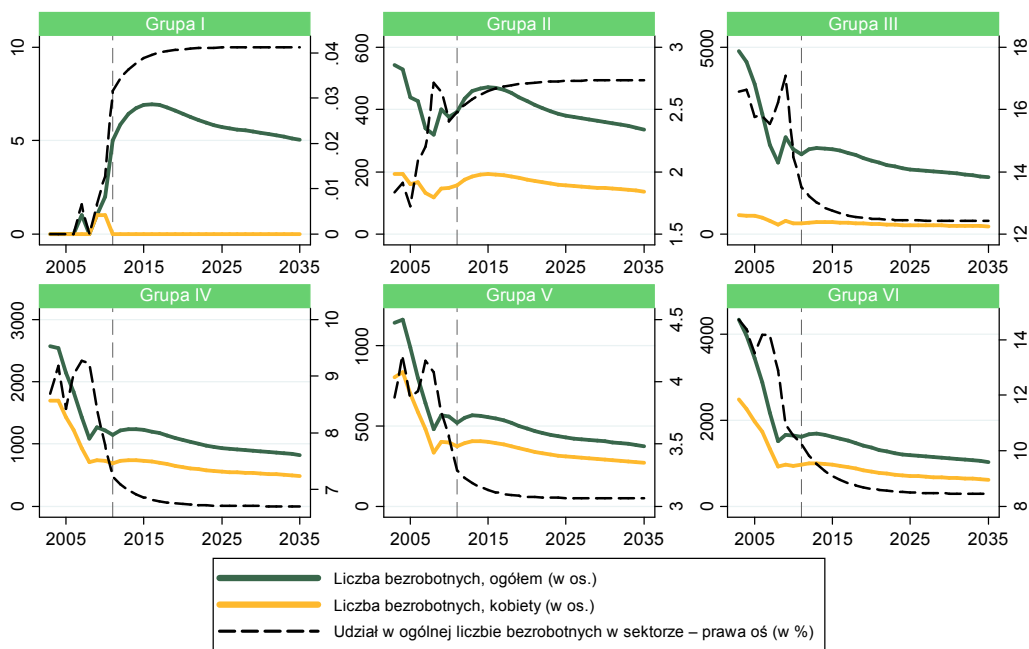 Grupa I
Grupa II
Grupa III
0 5 10
0 .01 .02 .03 .04
0 200 400 600
1.5 2 2.5 3
0 5000
12 14 16 18
2005 2015 2025 2035
2005 2015 2025 2035
2005 2015 2025 2035
Grupa IV
Grupa V
Grupa VI
0 1000 2000 3000
7 8 9 10
0 500 1000
3 3.5 4 4.5
0 2000 4000
8 10 12 14
2005 2015 2025 2035
2005 2015 2025 2035
2005 2015 2025 2035
Liczba bezrobotnych, ogółem (w os.)
Liczba bezrobotnych, kobiety (w os.)
Udział w ogólnej liczbie bezrobotnych w sektorze – prawa oś (w %)